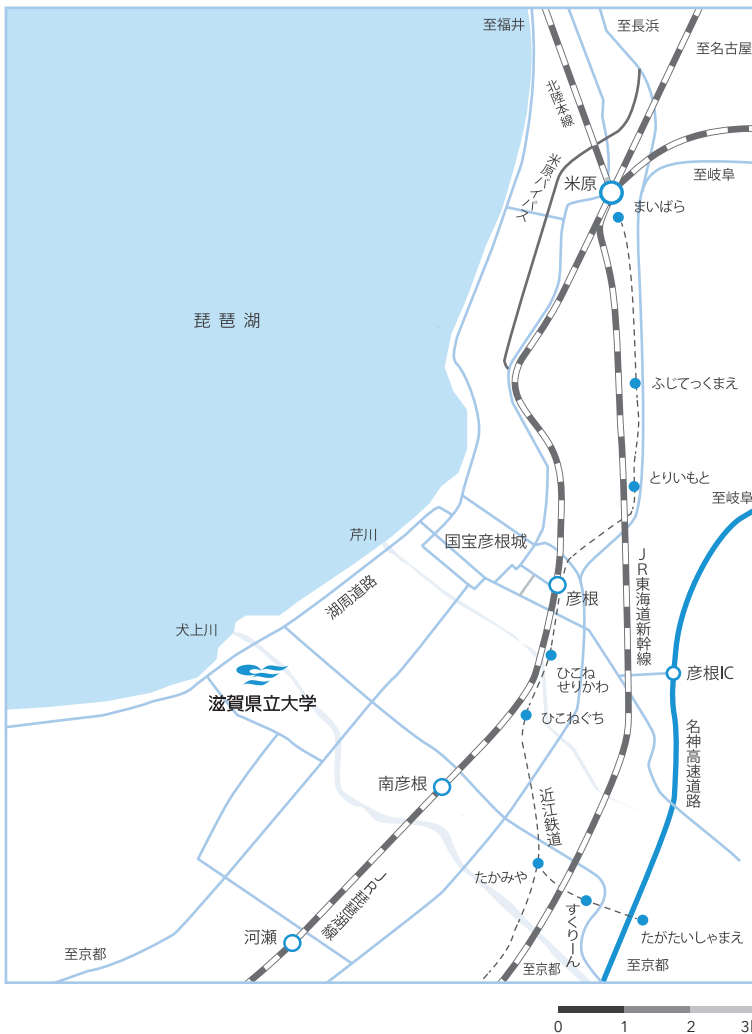 至福井
至長浜
至名古屋
北陸本線
米原バイパス
米原
至岐阜
まいばら
琵琶湖
ふじてっくまえ
とりいもと
至岐阜
芹川
国宝彦根城
湖周道路
彦根
JR東海道新幹線
犬上川
滋賀県立大学
ひこね
せりかわ
彦根IC
ひこねぐち
名神高速道路
南彦根
近江鉄道
たかみや
JR琵琶湖線
すくりーん
河瀬
たがたいしゃまえ
至京都
至京都
至京都
0 1 2 3